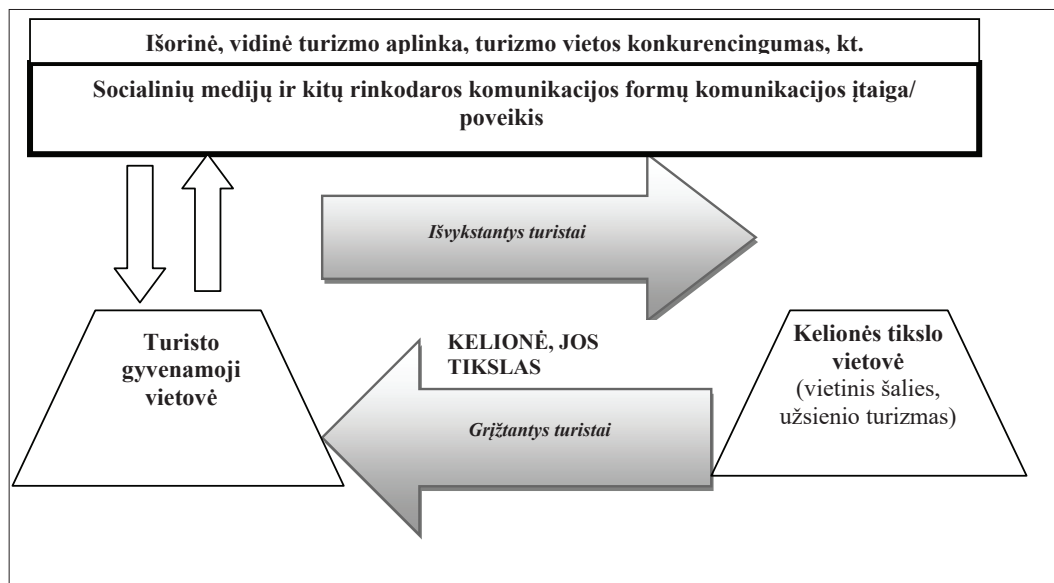 Išorinė, vidinė turizmo aplinka, turizmo vietos konkurencingumas, kt.
Socialinių medijų ir kitų rinkodaros komunikacijos formų komunikacijos įtaiga/
poveikis
Išvykstantys turistai
Turisto
gyvenamoji
vietovė
KELIONĖ, JOS
TIKSLAS
Kelionės tikslo
vietovė
(vietinis šalies,
užsienio turizmas)
Grįžtantys turistai